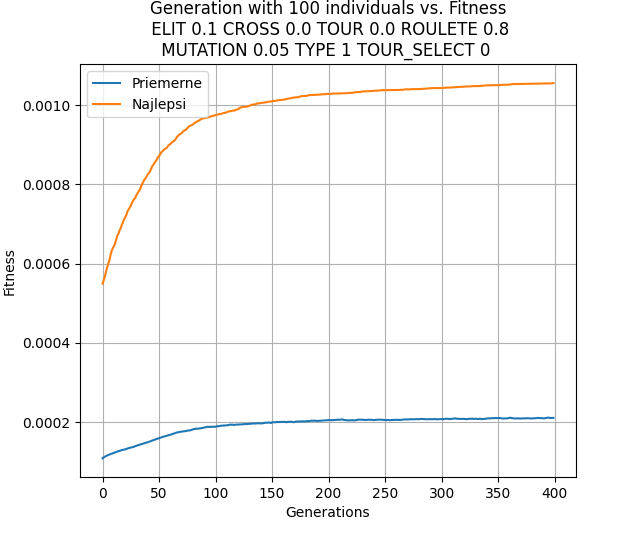 Generation with 100 individuals vs. Fitness
ELIT 0.1 CROSS 0.0 TOUR 0.0 ROULETE 0.8
MUTATION 0.05 TYPE 1 TOUR_SELECT 0
Priemerne
Najlepsi
0.0010
0.0008
0.0006
0.0004
0.0002
Fitness
0 50 100 150 200 250 300 350 400
Generations